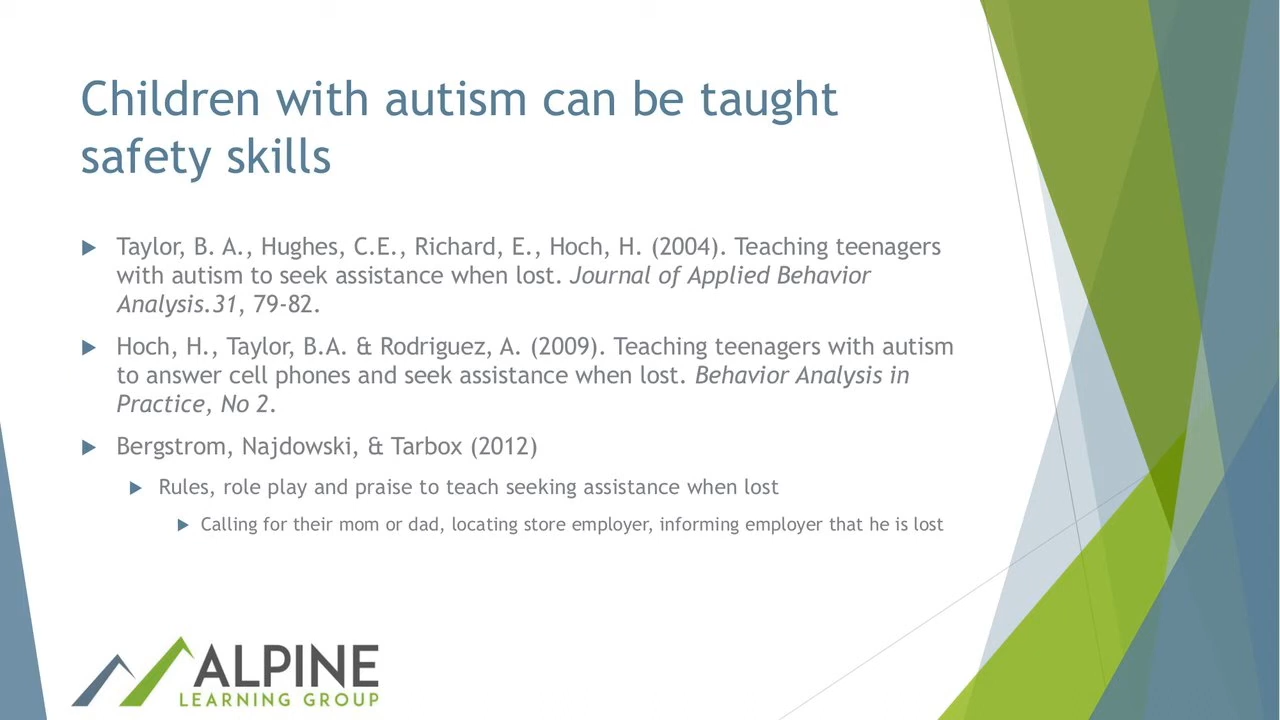 Children with autism can be taught
safety skills
Taylor, B. A., Hughes, C.E., Richard, E., Hoch, H. (2004). Teaching teenagers
with autism to seek assistance when lost. Journal of Applied Behavior
Analysis.31, 79-82.
Hoch, H., Taylor, B.A. & Rodriguez, A. (2009). Teaching teenagers with autism
to answer cell phones and seek assistance when lost. Behavior Analysis in
Practice, No 2.
Bergstrom, Najdowski, & Tarbox (2012)
Rules, role play and praise to teach seeking assistance when lost
Calling for their mom or dad, locating store employer, informing employer that he is lost
ALPINE
LEARNING GROUP